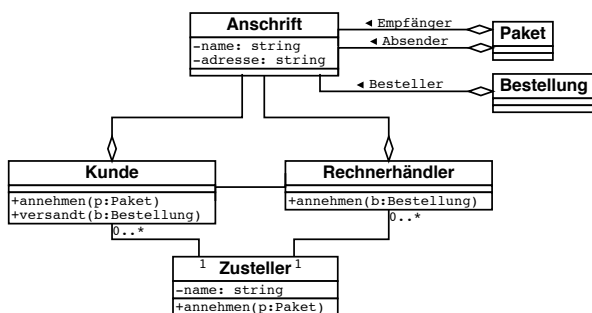 Anschrift
-name: string
-adresse: string
◄ Empfänger
◄ Absender
Paket
◄ Besteller
Bestellung
Kunde
+annehmen(p:Paket)
+versandt(b:Bestellung)
0..*
Rechnerhändler
+annehmen(b:Bestellung)
0..*
1
1
Zusteller
-name: string
+annehmen(p:Paket)